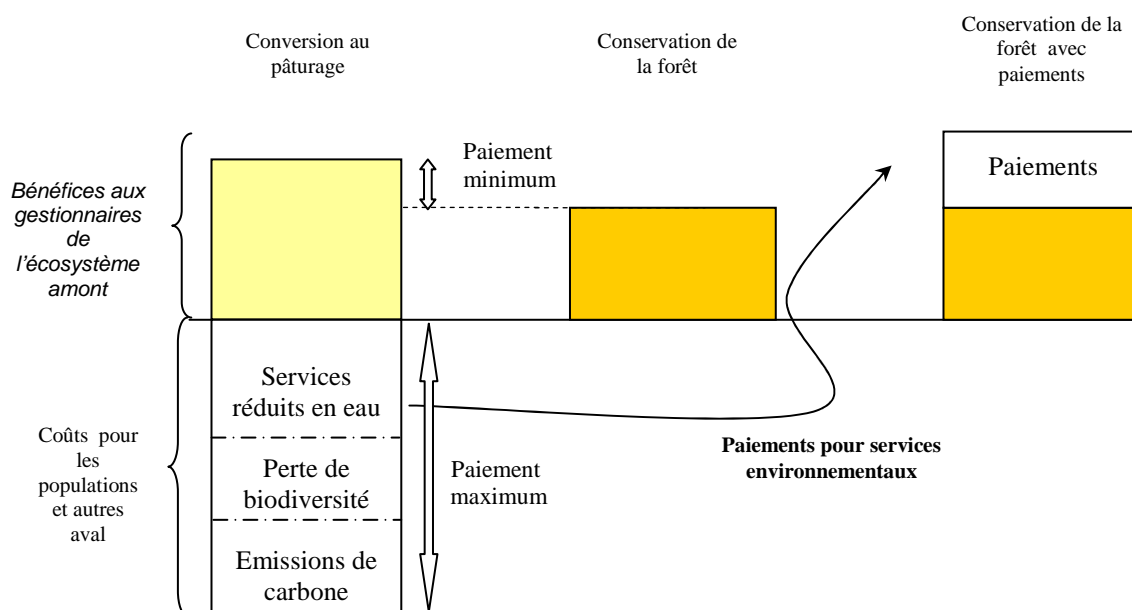 Conversion au
pâturage
Conservation de
la forêt
Conservation de la
forêt avec
paiements
Bénéfices aux
gestionnaires
de
l'écosystème
amont
Paiement
minimum
Paiements
Coûts pour
les
populations
et autres
aval
Services
réduits en eau
Perte de
biodiversité
Emissions de
carbone
Paiement
maximum
Paiements pour services
environnementaux